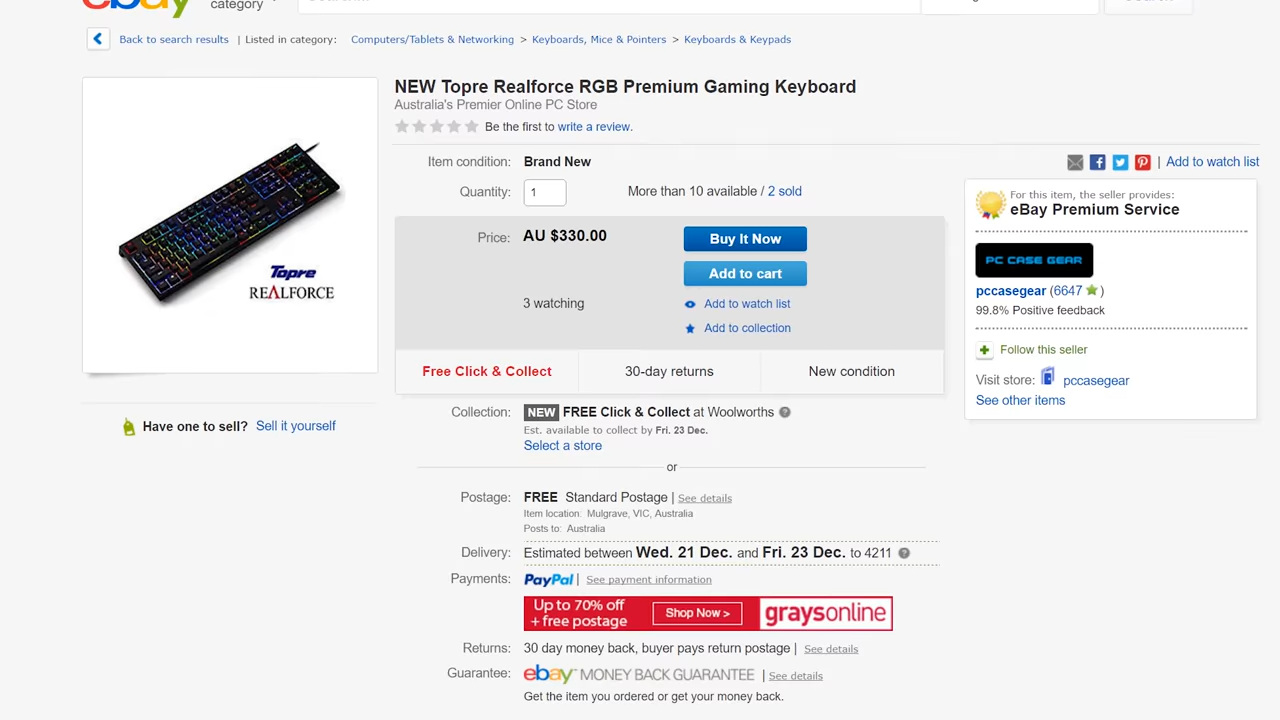 ebay
category
Back to search results | Listed in category: Computers/Tablets & Networking > Keyboards, Mice & Pointers > Keyboards & Keypads
NEW Topre Realforce RGB Premium Gaming Keyboard
Australia's Premier Online PC Store
Be the first to write a review.
Item condition: Brand New
Quantity: 1 More than 10 available / 2 sold
Price: AU $330.00
Buy It Now
Add to cart
3 watching
Add to watch list
Add to collection
Free Click & Collect 30-day returns New condition
Topre
REALFORCE
Have one to sell? Sell it yourself
Collection: NEW FREE Click & Collect at Woolworths
Est. available to collect by Fri. 23 Dec.
Select a store
or
Postage: FREE Standard Postage | See details
Item location: Mulgrave, VIC, Australia
Posts to: Australia
Delivery: Estimated between Wed. 21 Dec. and Fri. 23 Dec. to 4211
Payments: PayPal | See payment information
Up to 70% off
+ free postage
Shop Now >
graysonline
Returns: 30 day money back, buyer pays return postage | See details
Guarantee: ebay MONEY BACK GUARANTEE | See details
Get the item you ordered or get your money back.
| Add to watch list
For this item, the seller provides:
eBay Premium Service
PC CASE GEAR
pccasegear (6647)
99.8% Positive feedback
Follow this seller
Visit store: pccasegear
See other items